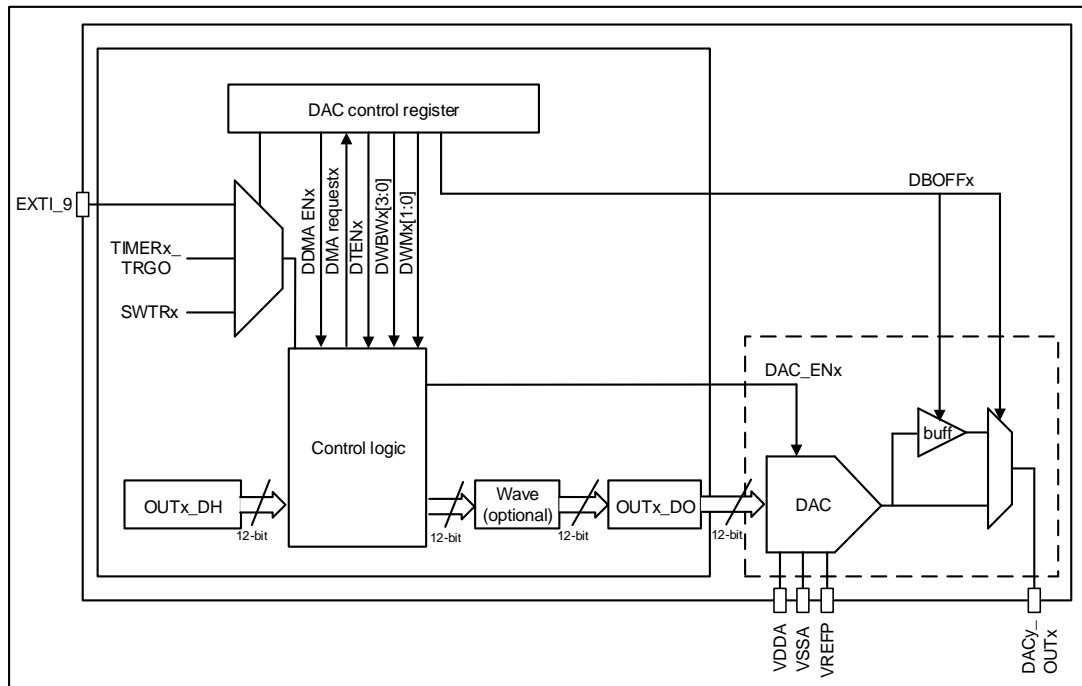 DAC control register
EXTI_9
TIMERx_
TRGO
SWTRx
DDMA ENx
DMA requestx
DTENx
DWBWx[3:0]
DWMx[1:0]
DBOFFx
DAC_ENx
Control logic
buff
OUTx_DH
12-bit
12-bit
Wave
(optional)
12-bit
OUTx_DO
12-bit
DAC
VDDA
VSSA
VREFP
DACy_
OUTx